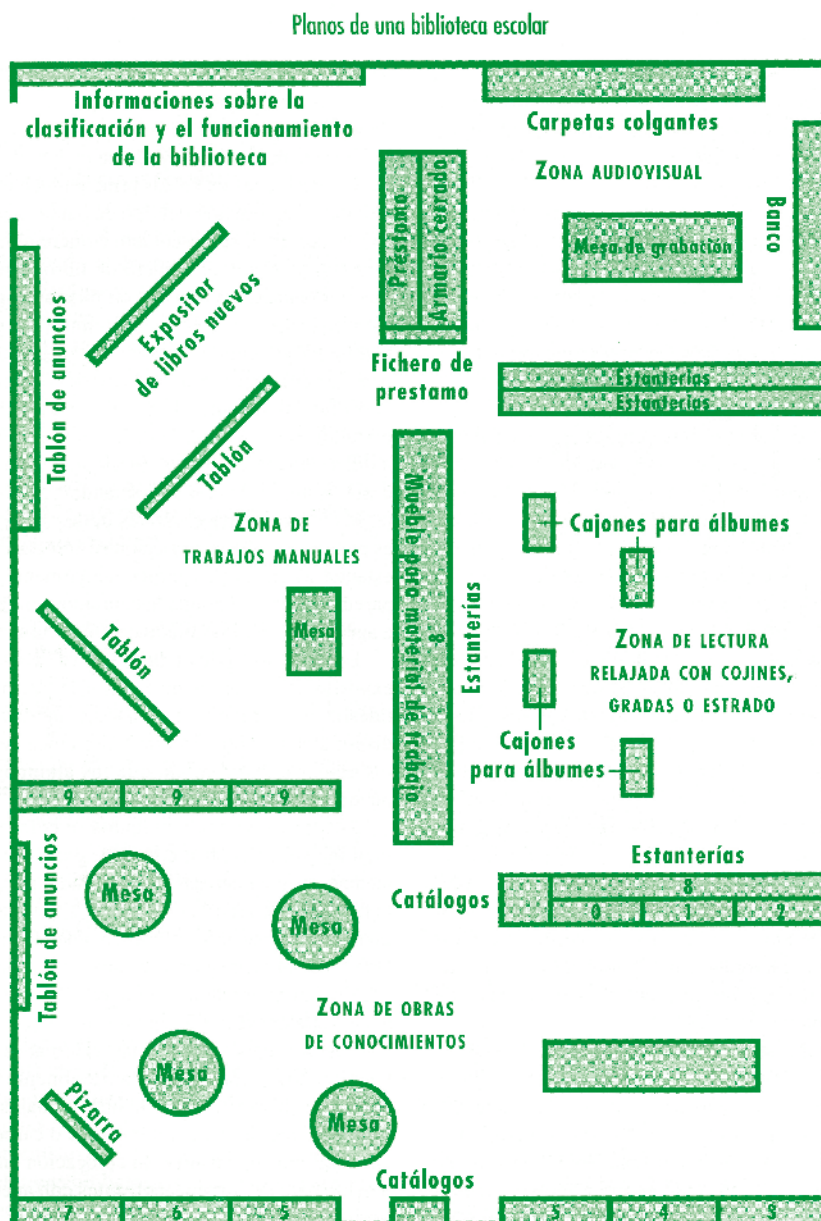 Planos de una biblioteca escolar
Informaciones sobre la
clasificación y el funcionamiento
de la biblioteca
Carpetas colgantes
ZONA AUDIOVISUAL
Banco
Mesa de grabación
Préstamo
Armario cerrado
Fichero de
prestamo
Estanterías
Estanterías
Tablón de anuncios
Expositor
de libros nuevos
Tablón
ZONA DE
TRABAJOS MANUALES
Mesa
Tablón
Mueble para material de trabajo
8
Estanterías
Cajones para álbumes
ZONA DE LECTURA
RELAJADA CON COJINES,
GRADAS O ESTRADO
Cajones
para álbumes
9 9 9
Tablón de anuncios
Mesa
Mesa
Catálogos
Estanterías
8
0 1 2
ZONA DE OBRAS
DE CONOCIMIENTOS
Mesa
Mesa
Pizarra
Catálogos
7 6 5
5 4 3